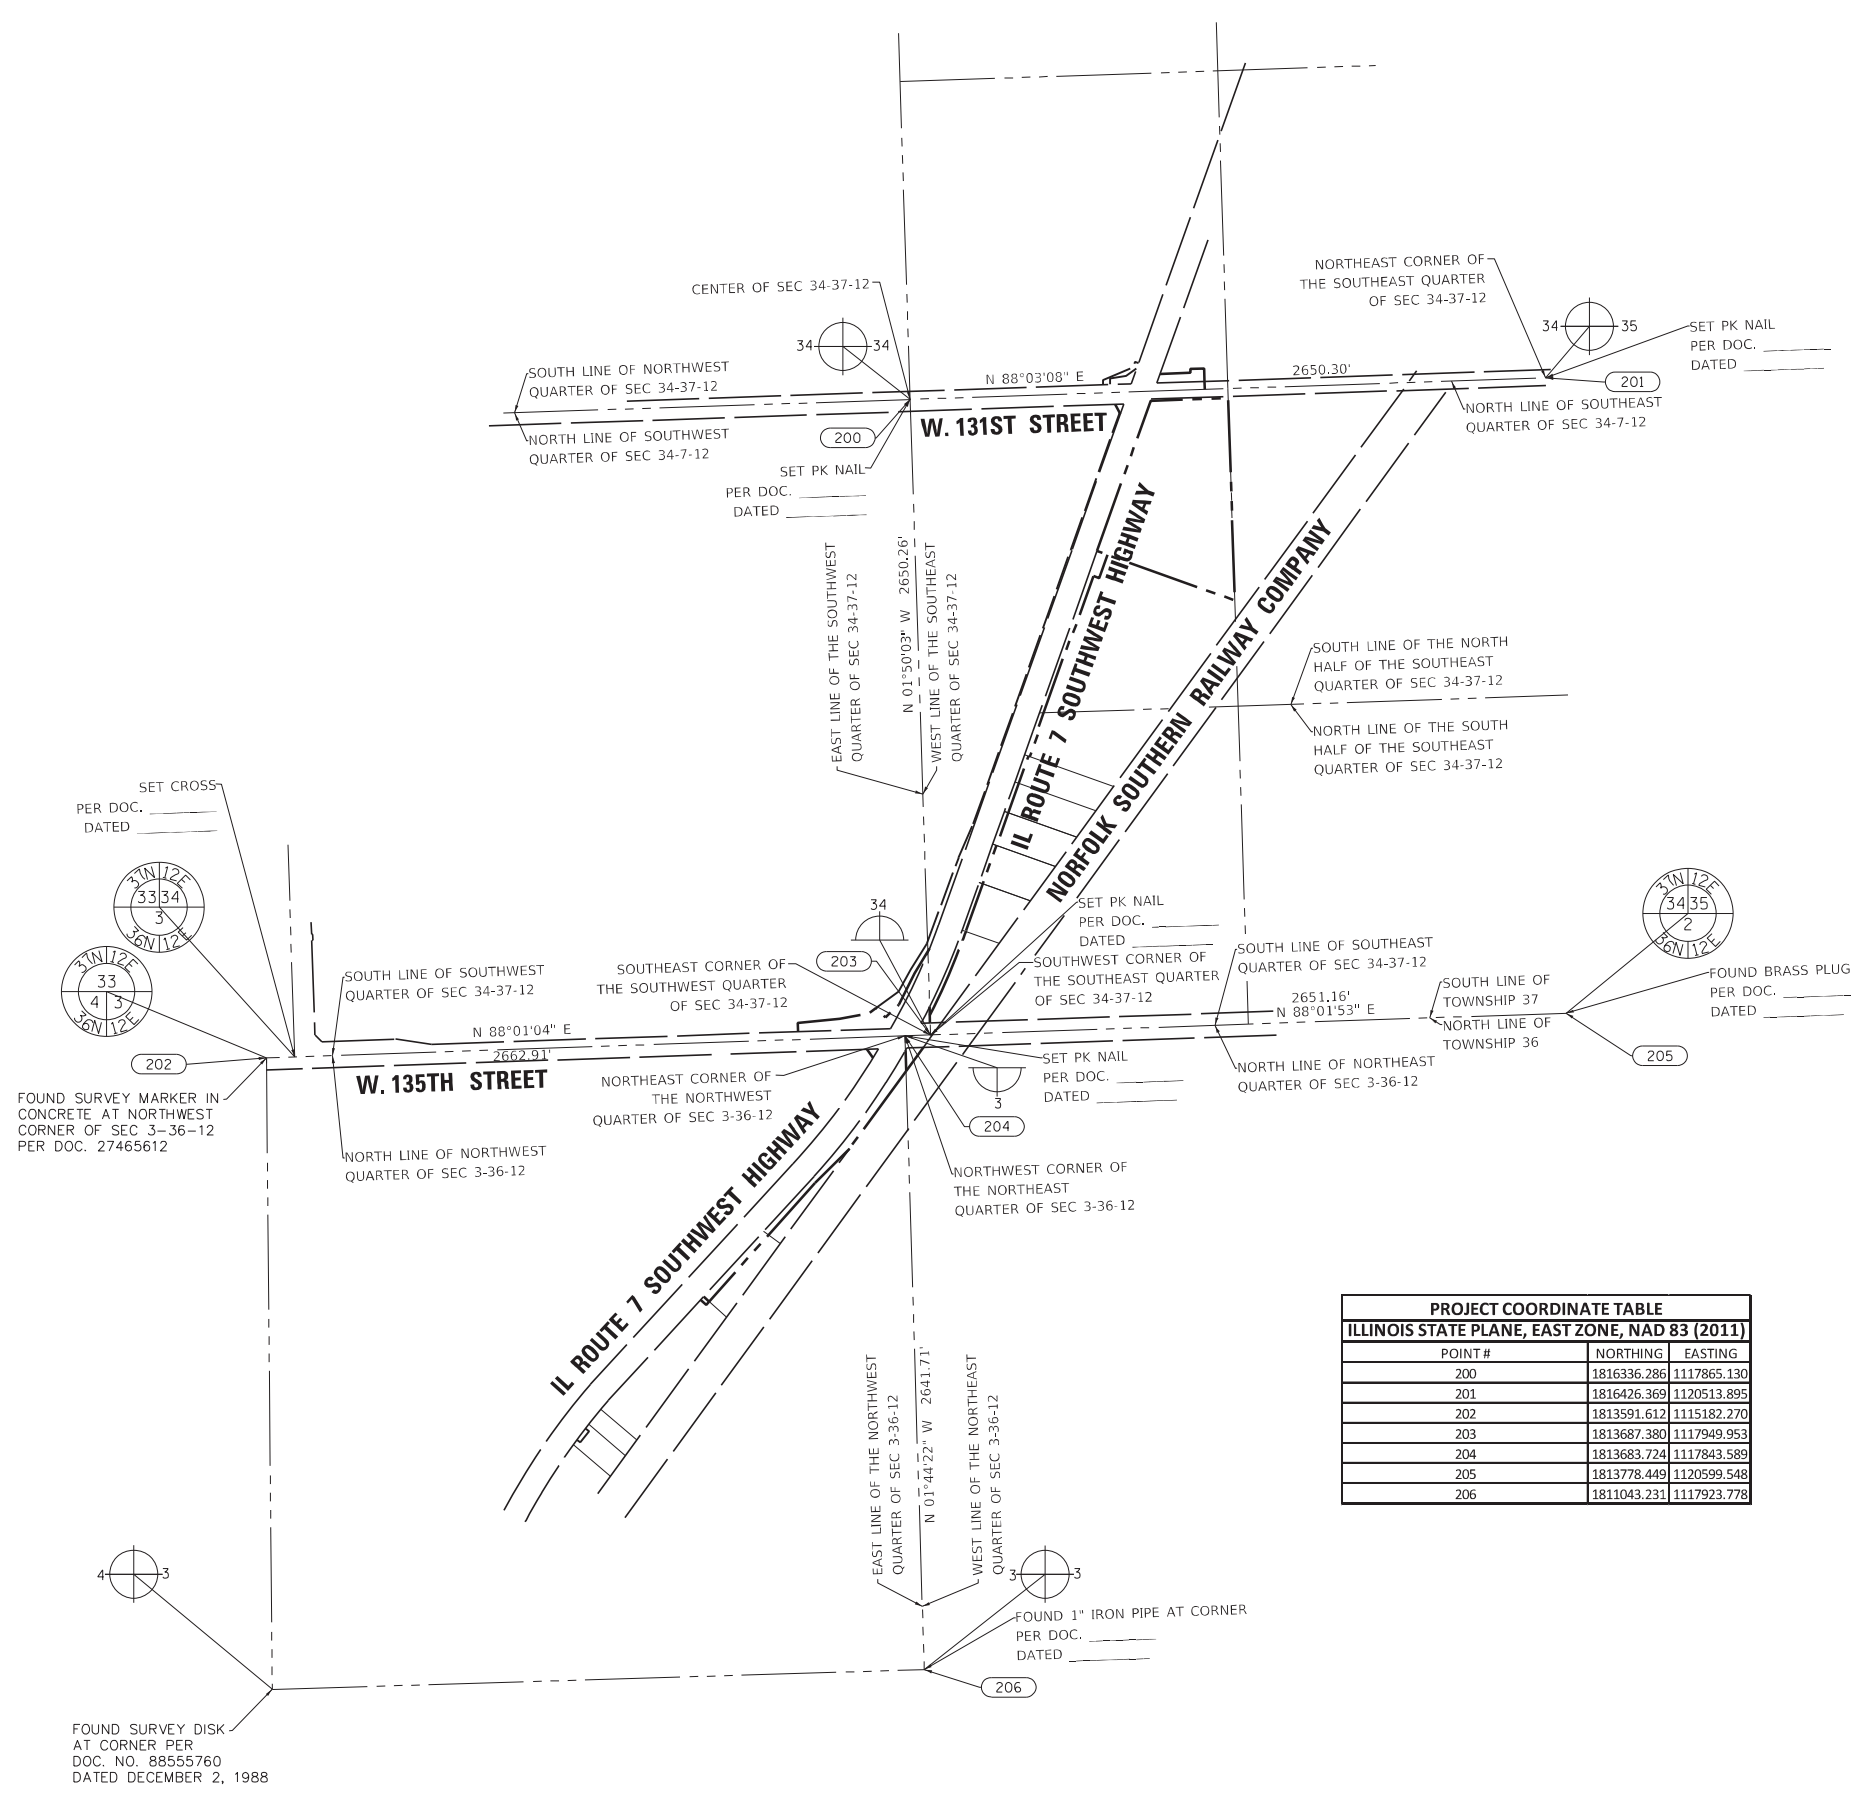 CENTER OF SEC 34-37-12
34 34
SOUTH LINE OF NORTHWEST
QUARTER OF SEC 34-37-12
NORTH LINE OF SOUTHWEST
QUARTER OF SEC 34-7-12
N 88°03'08" E
2650.30'
W. 131ST STREET
200
SET PK NAIL
PER DOC.
DATED
NORTHEAST CORNER OF
THE SOUTHEAST QUARTER
OF SEC 34-37-12
34 35
SET PK NAIL
PER DOC.
DATED
201
NORTH LINE OF SOUTHEAST
QUARTER OF SEC 34-7-12
EAST LINE OF THE SOUTHWEST
QUARTER OF SEC 34-37-12
N 01°50'03" W 2650.26'
WEST LINE OF THE SOUTHEAST
QUARTER OF SEC 34-37-12
IL ROUTE 7 SOUTHWEST HIGHWAY
NORFOLK SOUTHERN RAILWAY COMPANY
SOUTH LINE OF THE NORTH
HALF OF THE SOUTHEAST
QUARTER OF SEC 34-37-12
NORTH LINE OF THE SOUTH
HALF OF THE SOUTHEAST
QUARTER OF SEC 34-37-12
SET CROSS
PER DOC.
DATED
37N 12E
33 34
3
36N 12E
37N 12E
33
4 3
36N 12E
202
FOUND SURVEY MARKER IN
CONCRETE AT NORTHWEST
CORNER OF SEC 3-36-12
PER DOC. 27465612
SOUTH LINE OF SOUTHWEST
QUARTER OF SEC 34-37-12
N 88°01'04" E
2662.91'
W. 135TH STREET
NORTH LINE OF NORTHWEST
QUARTER OF SEC 3-36-12
34
203
SOUTHEAST CORNER OF
THE SOUTHWEST QUARTER
OF SEC 34-37-12
NORTHEAST CORNER OF
THE NORTHWEST
QUARTER OF SEC 3-36-12
SET PK NAIL
PER DOC.
DATED
SOUTHWEST CORNER OF
THE SOUTHEAST QUARTER
OF SEC 34-37-12
SET PK NAIL
PER DOC.
DATED
3
204
NORTHWEST CORNER OF
THE NORTHEAST
QUARTER OF SEC 3-36-12
SOUTH LINE OF SOUTHEAST
QUARTER OF SEC 34-37-12
2651.16'
N 88°01'53" E
NORTH LINE OF NORTHEAST
QUARTER OF SEC 3-36-12
SOUTH LINE OF
TOWNSHIP 37
NORTH LINE OF
TOWNSHIP 36
37N 12E
34 35
2
36N 12E
FOUND BRASS PLUG
PER DOC.
DATED
205
IL ROUTE 7 SOUTHWEST HIGHWAY
EAST LINE OF THE NORTHWEST
QUARTER OF SEC 3-36-12
N 01°44'22" W 2641.71'
WEST LINE OF THE NORTHEAST
QUARTER OF SEC 3-36-12
4 3
3 3
FOUND 1" IRON PIPE AT CORNER
PER DOC.
DATED
206
FOUND SURVEY DISK
AT CORNER PER
DOC. NO. 88555760
DATED DECEMBER 2, 1988
PROJECT COORDINATE TABLE
ILLINOIS STATE PLANE, EAST ZONE, NAD 83 (2011)
POINT # NORTHING EASTING
200 1816336.286 1117865.130
201 1816426.369 1120513.895
202 1813591.612 1115182.270
203 1813687.380 1117949.953
204 1813683.724 1117843.589
205 1813778.449 1120599.548
206 1811043.231 1117923.778